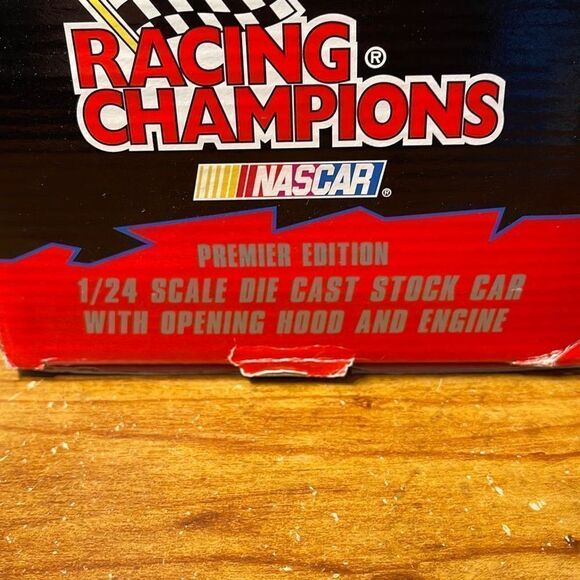 RACING ®
CHAMPIONS
NASCAR ®
PREMIER EDITION
1/24 SCALE DIE CAST STOCK CAR
WITH OPENING HOOD AND ENGINE